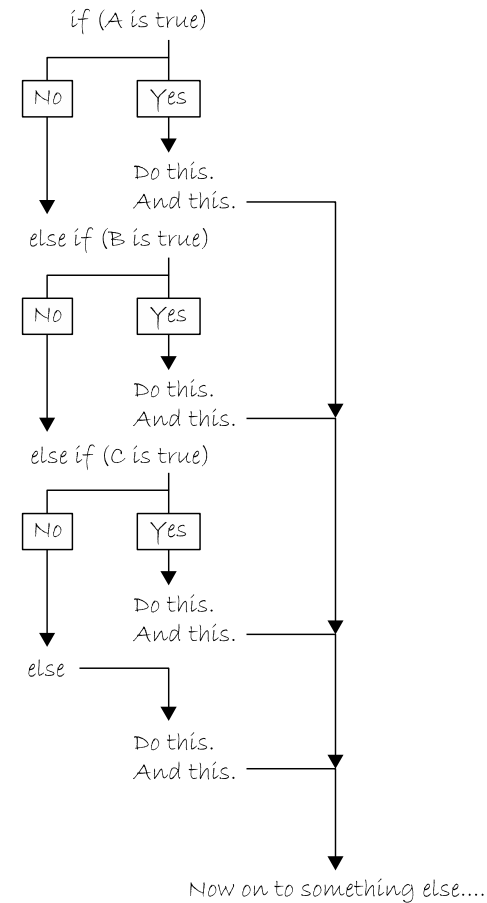 if (A is true)
No
Yes
Do this.
And this.
else if (B is true)
No
Yes
Do this.
And this.
else if (C is true)
No
Yes
Do this.
And this.
else
Do this.
And this.
Now on to something else....